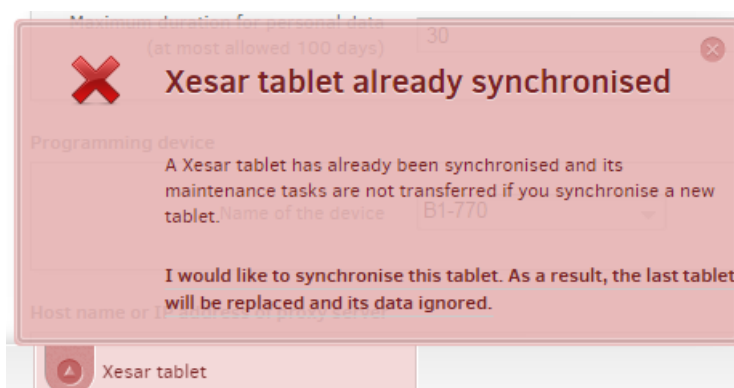 Maximum duration for personal data
(at most allowed 100 days)
30
Xesar tablet already synchronised
Programming device
A Xesar tablet has already been synchronised and its
maintenance tasks are not transferred if you synchronise a new
tablet.
Name of the device
B1-770
I would like to synchronise this tablet. As a result, the last tablet
will be replaced and its data ignored.
Host name or IP address of proxy server
Xesar tablet